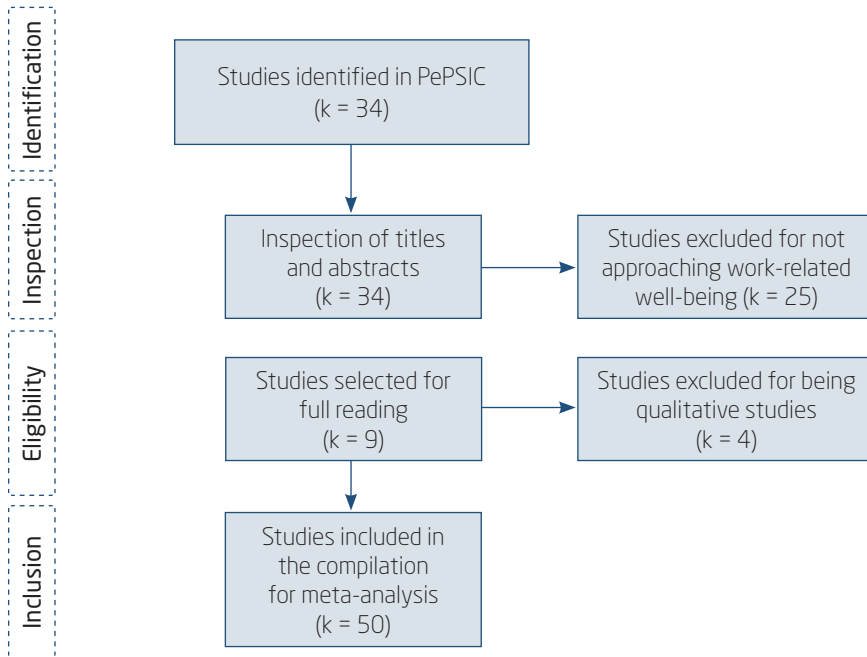 Identification
Studies identified in PePSIC
(k = 34)
Inspection
Inspection of titles
and abstracts
(k = 34)
Studies excluded for not
approaching work-related
well-being (k = 25)
Eligibility
Studies selected for
full reading
(k = 9)
Studies excluded for being
qualitative studies
(k = 4)
Inclusion
Studies included in
the compilation
for meta-analysis
(k = 50)